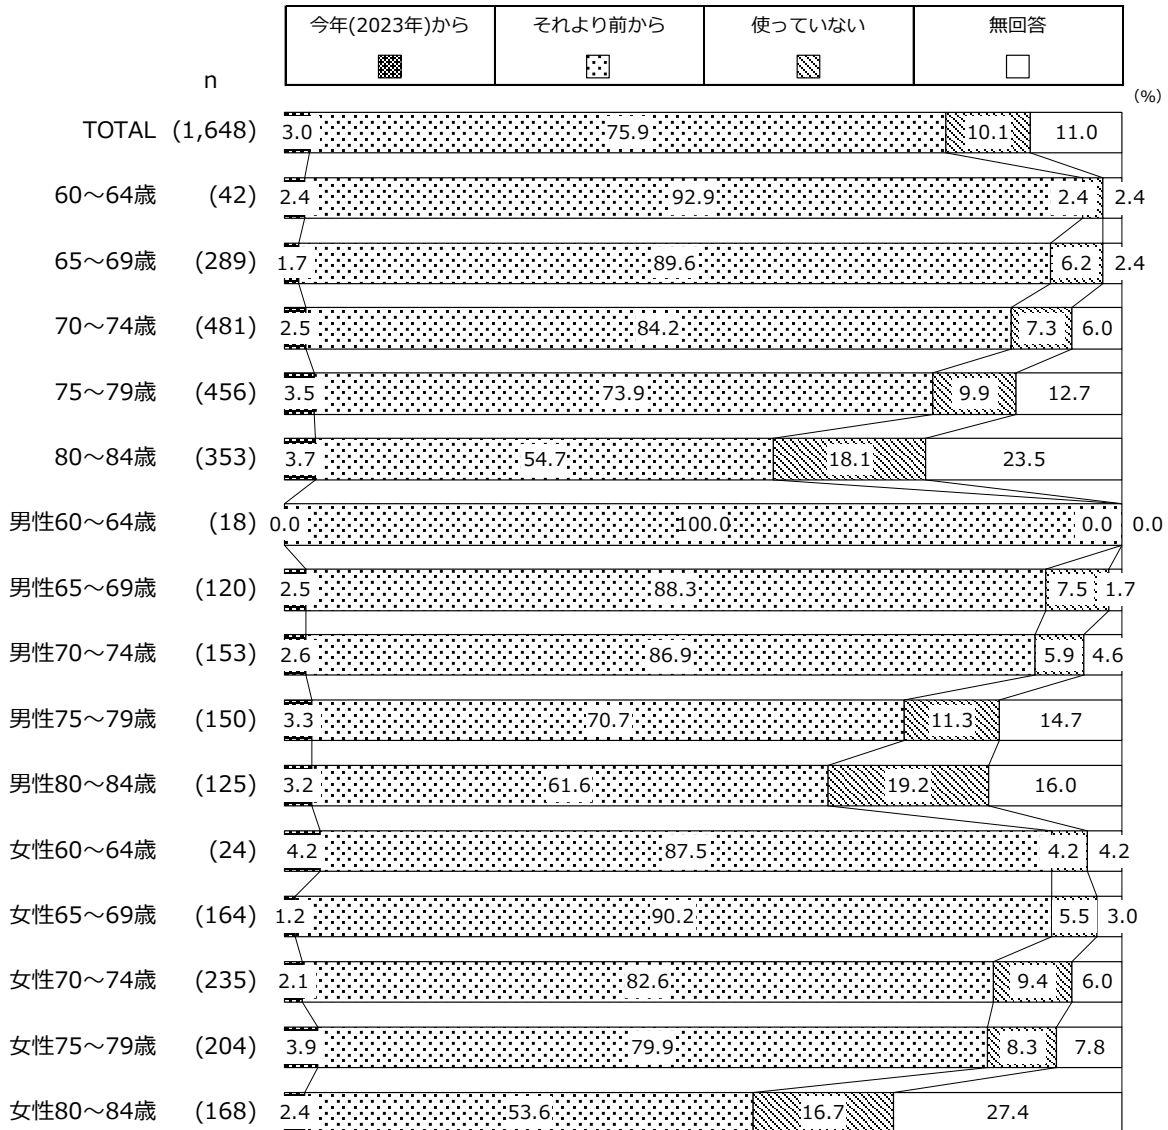 今年(2023年)から それより前から 使っていない 無回答
n
(%)
TOTAL (1,648) 3.0 75.9 10.1 11.0
60～64歳 (42) 2.4 92.9 2.4 2.4
65～69歳 (289) 1.7 89.6 6.2 2.4
70～74歳 (481) 2.5 84.2 7.3 6.0
75～79歳 (456) 3.5 73.9 9.9 12.7
80～84歳 (353) 3.7 54.7 18.1 23.5
男性60～64歳 (18) 0.0 100.0 0.0 0.0
男性65～69歳 (120) 2.5 88.3 7.5 1.7
男性70～74歳 (153) 2.6 86.9 5.9 4.6
男性75～79歳 (150) 3.3 70.7 11.3 14.7
男性80～84歳 (125) 3.2 61.6 19.2 16.0
女性60～64歳 (24) 4.2 87.5 4.2 4.2
女性65～69歳 (164) 1.2 90.2 5.5 3.0
女性70～74歳 (235) 2.1 82.6 9.4 6.0
女性75～79歳 (204) 3.9 79.9 8.3 7.8
女性80～84歳 (168) 2.4 53.6 16.7 27.4